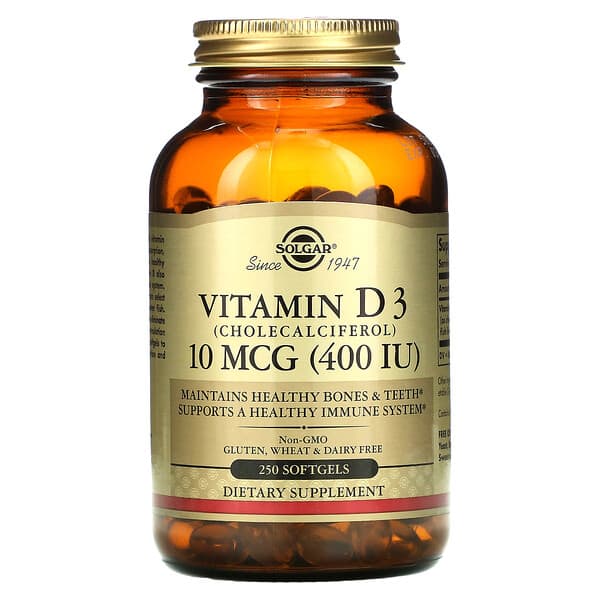 SOLGAR®
Since 1947
VITAMIN D 3
(CHOLECALCIFEROL)
10 MCG (400 IU)
MAINTAINS HEALTHY BONES & TEETH*
SUPPORTS A HEALTHY IMMUNE SYSTEM*
NON-GMO
GLUTEN, WHEAT & DAIRY FREE
250 SOFTGELS
DIETARY SUPPLEMENT